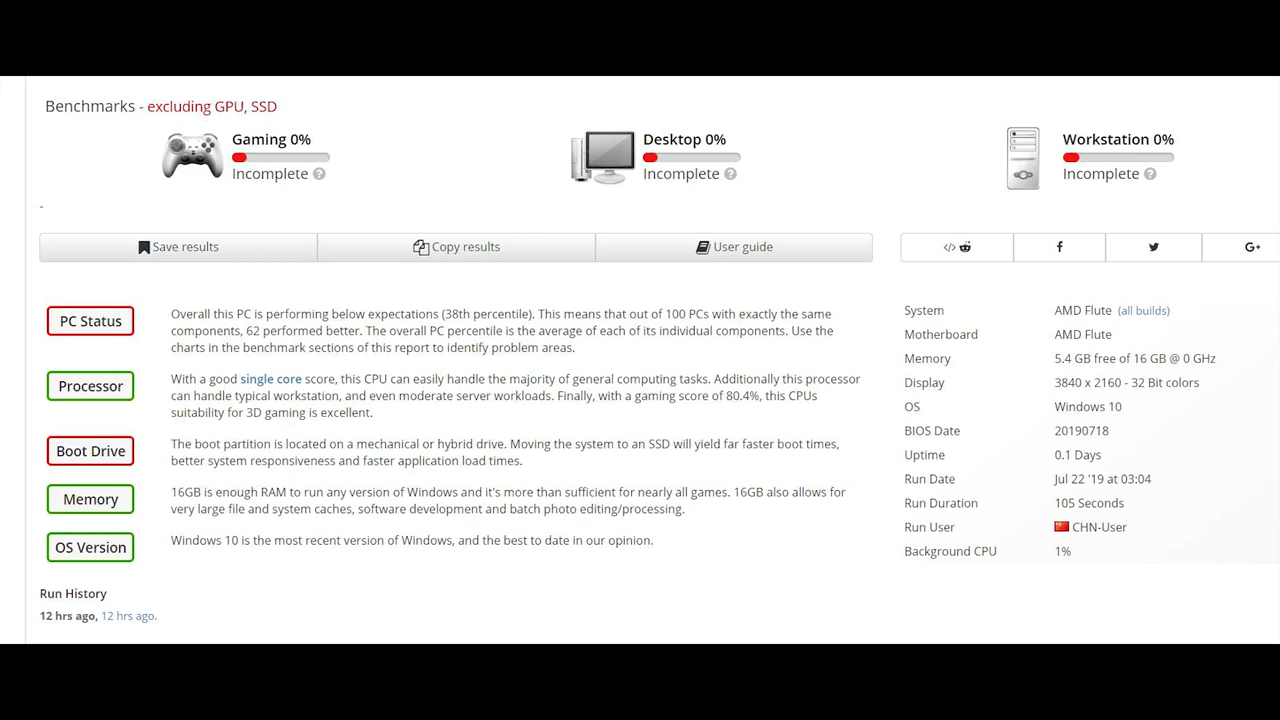 Benchmarks - excluding GPU, SSD
Gaming 0%
Incomplete ?
Desktop 0%
Incomplete ?
Workstation 0%
Incomplete ?
-
Save results
Copy results
User guide
</>
f
G+
PC Status
Overall this PC is performing below expectations (38th percentile). This means that out of 100 PCs with exactly the same
components, 62 performed better. The overall PC percentile is the average of each of its individual components. Use the
charts in the benchmark sections of this report to identify problem areas.
Processor
With a good single core score, this CPU can easily handle the majority of general computing tasks. Additionally this processor
can handle typical workstation, and even moderate server workloads. Finally, with a gaming score of 80.4%, this CPUs
suitability for 3D gaming is excellent.
Boot Drive
The boot partition is located on a mechanical or hybrid drive. Moving the system to an SSD will yield far faster boot times,
better system responsiveness and faster application load times.
Memory
16GB is enough RAM to run any version of Windows and it's more than sufficient for nearly all games. 16GB also allows for
very large file and system caches, software development and batch photo editing/processing.
OS Version
Windows 10 is the most recent version of Windows, and the best to date in our opinion.
Run History
12 hrs ago, 12 hrs ago.
System AMD Flute (all builds)
Motherboard AMD Flute
Memory 5.4 GB free of 16 GB @ 0 GHz
Display 3840 x 2160 - 32 Bit colors
OS Windows 10
BIOS Date 20190718
Uptime 0.1 Days
Run Date Jul 22 '19 at 03:04
Run Duration 105 Seconds
Run User CHN-User
Background CPU 1%